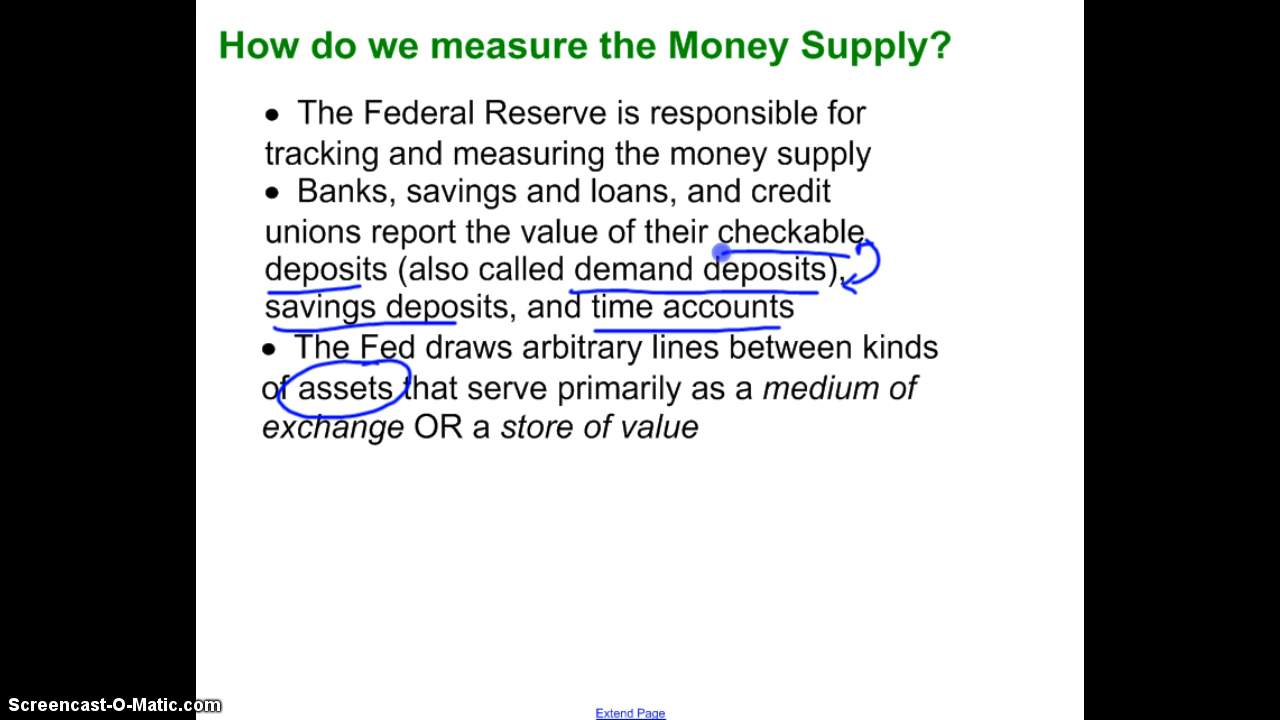 How do we measure the Money Supply?
• The Federal Reserve is responsible for
tracking and measuring the money supply
• Banks, savings and loans, and credit
unions report the value of their checkable
deposits (also called demand deposits),
savings deposits, and time accounts
• The Fed draws arbitrary lines between kinds
of assets that serve primarily as a medium of
exchange OR a store of value
Screencast-O-Matic.com
Extend Page